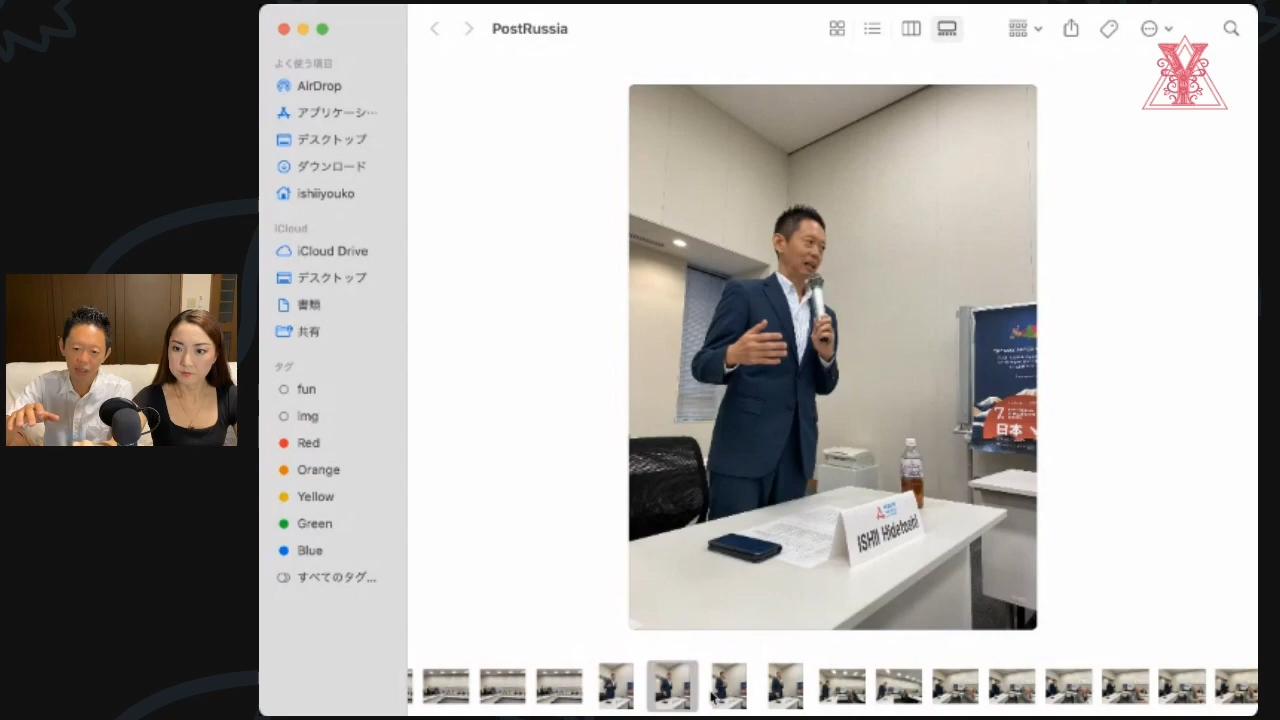 PostRussia
よく使う項目
AirDrop
アプリケーシ…
デスクトップ
ダウンロード
ishiiyouko
iCloud
iCloud Drive
デスクトップ
書類
共有
タグ
fun
img
Red
Orange
Yellow
Green
Blue
すべてのタグ...
Y
7.
日本
ISHII Hidetoshi